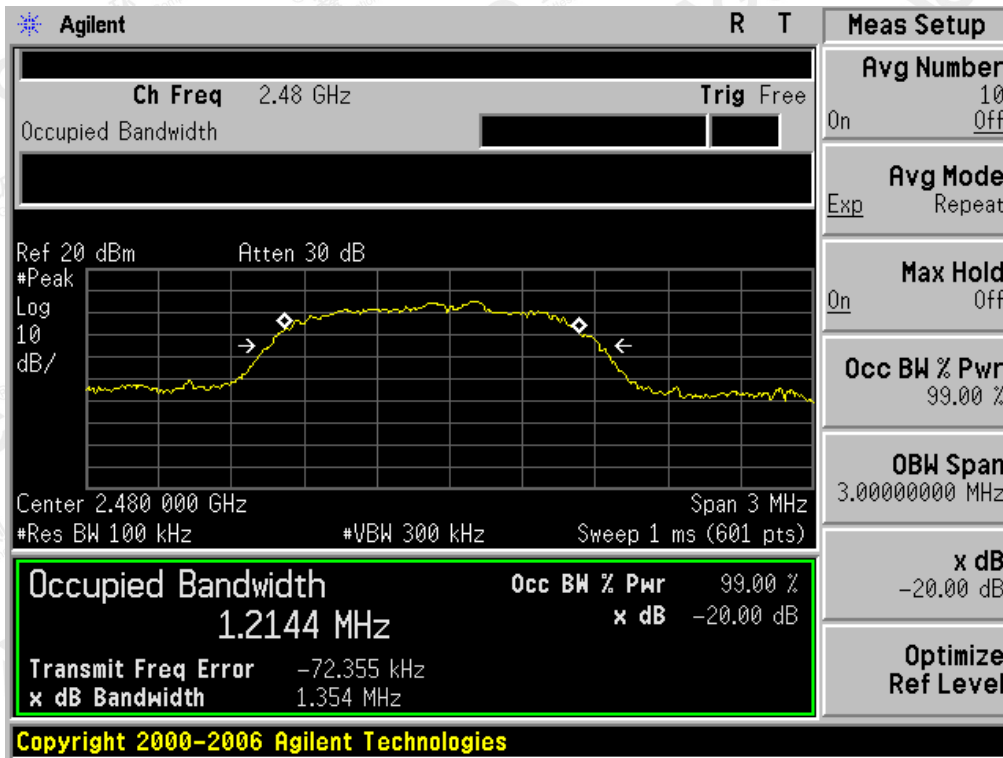 Agilent R T
Ch Freq 2.48 GHz Trig Free
Occupied Bandwidth
Ref 20 dBm Atten 30 dB
#Peak
Log
10
dB/
Center 2.480 000 GHz Span 3 MHz
#Res BW 100 kHz #VBW 300 kHz Sweep 1 ms (601 pts)
Occupied Bandwidth Occ BW % Pwr 99.00 %
1.2144 MHz x dB -20.00 dB
Transmit Freq Error -72.355 kHz
x dB Bandwidth 1.354 MHz
Copyright 2000-2006 Agilent Technologies
Meas Setup
Avg Number
10
On Off
Avg Mode
Exp Repeat
Max Hold
On Off
Occ BW % Pwr
99.00 %
OBW Span
3.00000000 MHz
x dB
-20.00 dB
Optimize
Ref Level